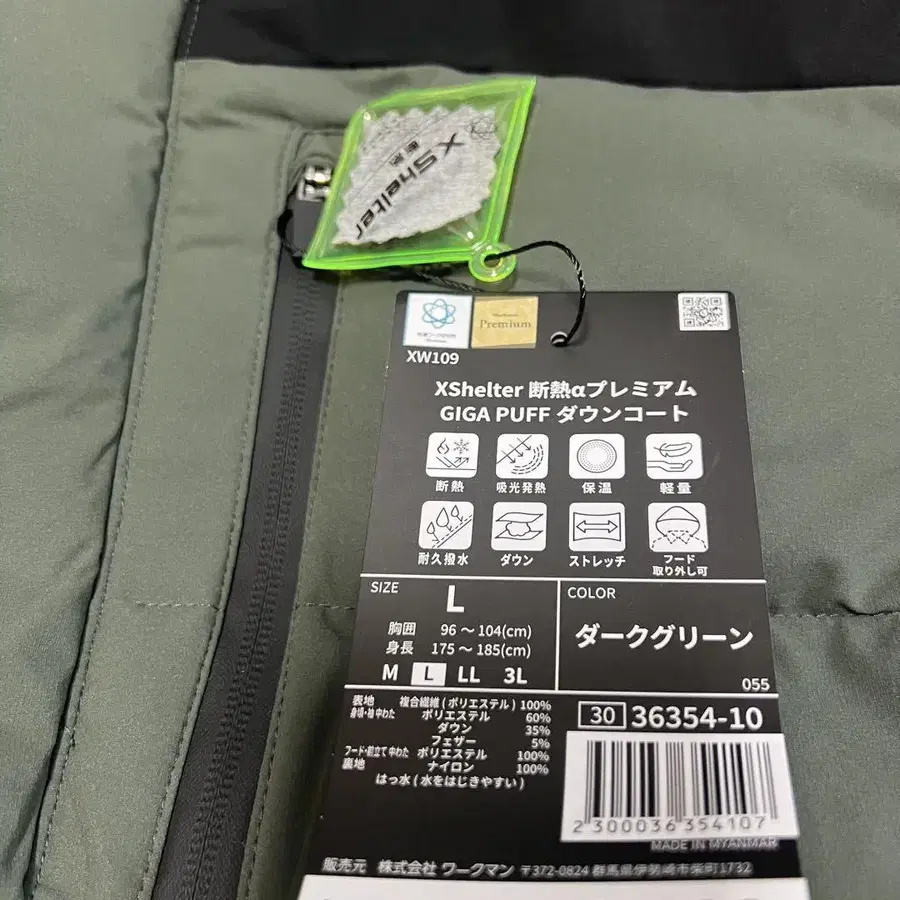 X Shelter
断熱
Premium
XW109
XShelter 断熱αプレミアム
GIGA PUFF ダウンコート
断熱 吸光発熱 保温 軽量
耐久撥水 ダウン ストレッチ フード
取り外し可
SIZE
L
胸囲 96～104(cm)
身長 175～185(cm)
M L LL 3L
COLOR
ダークグリーン
055
表地 複合繊維(ポリエステル) 100%
身頃・袖中わた ポリエステル 60%
ダウン 35%
フェザー 5%
フード・前立て中わた ポリエステル 100%
裏地 ナイロン 100%
はっ水(水をはじきやすい)
30 36354-10
2300036354107
MADE IN MYANMAR
販売元 株式会社 ワークマン 〒372-0824 群馬県伊勢崎市柴町1732